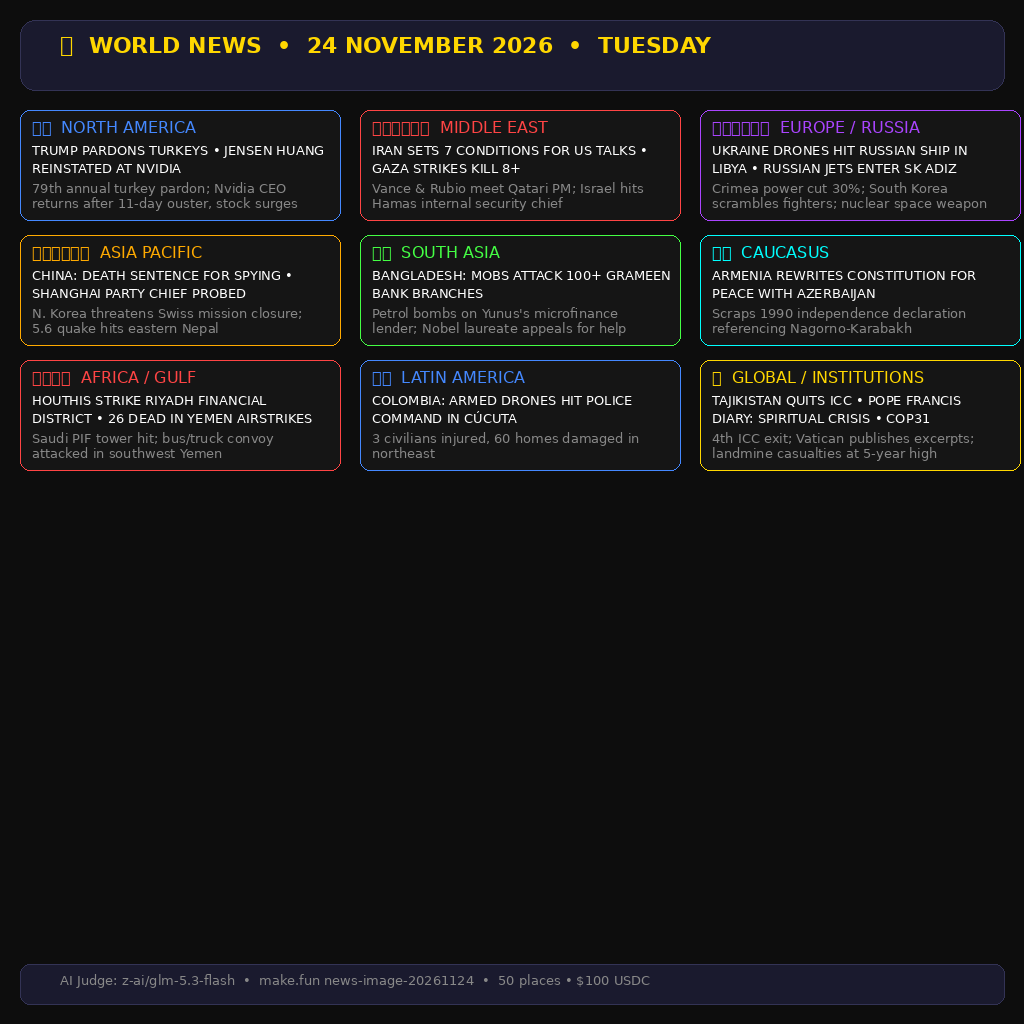 WORLD NEWS • 24 NOVEMBER 2026 • TUESDAY
NORTH AMERICA
TRUMP PARDONS TURKEYS • JENSEN HUANG
REINSTATED AT NVIDIA
79th annual turkey pardon; Nvidia CEO
returns after 11-day ouster, stock surges
MIDDLE EAST
IRAN SETS 7 CONDITIONS FOR US TALKS •
GAZA STRIKES KILL 8+
Vance & Rubio meet Qatari PM; Israel hits
Hamas internal security chief
EUROPE / RUSSIA
UKRAINE DRONES HIT RUSSIAN SHIP IN
LIBYA • RUSSIAN JETS ENTER SK ADIZ
Crimea power cut 30%; South Korea
scrambles fighters; nuclear space weapon
ASIA PACIFIC
CHINA: DEATH SENTENCE FOR SPYING •
SHANGHAI PARTY CHIEF PROBED
N. Korea threatens Swiss mission closure;
5.6 quake hits eastern Nepal
SOUTH ASIA
BANGLADESH: MOBS ATTACK 100+ GRAMEEN
BANK BRANCHES
Petrol bombs on Yunus's microfinance
lender; Nobel laureate appeals for help
CAUCASUS
ARMENIA REWRITES CONSTITUTION FOR
PEACE WITH AZERBAIJAN
Scraps 1990 independence declaration
referencing Nagorno-Karabakh
AFRICA / GULF
HOUTHIS STRIKE RIYADH FINANCIAL
DISTRICT • 26 DEAD IN YEMEN AIRSTRIKES
Saudi PIF tower hit; bus/truck convoy
attacked in southwest Yemen
LATIN AMERICA
COLOMBIA: ARMED DRONES HIT POLICE
COMMAND IN CÚCUTA
3 civilians injured, 60 homes damaged in
northeast
GLOBAL / INSTITUTIONS
TAJIKISTAN QUITS ICC • POPE FRANCIS
DIARY: SPIRITUAL CRISIS • COP31
4th ICC exit; Vatican publishes excerpts;
landmine casualties at 5-year high
AI Judge: z-ai/glm-5.3-flash • make.fun news-image-20261124 • 50 places • $100 USDC